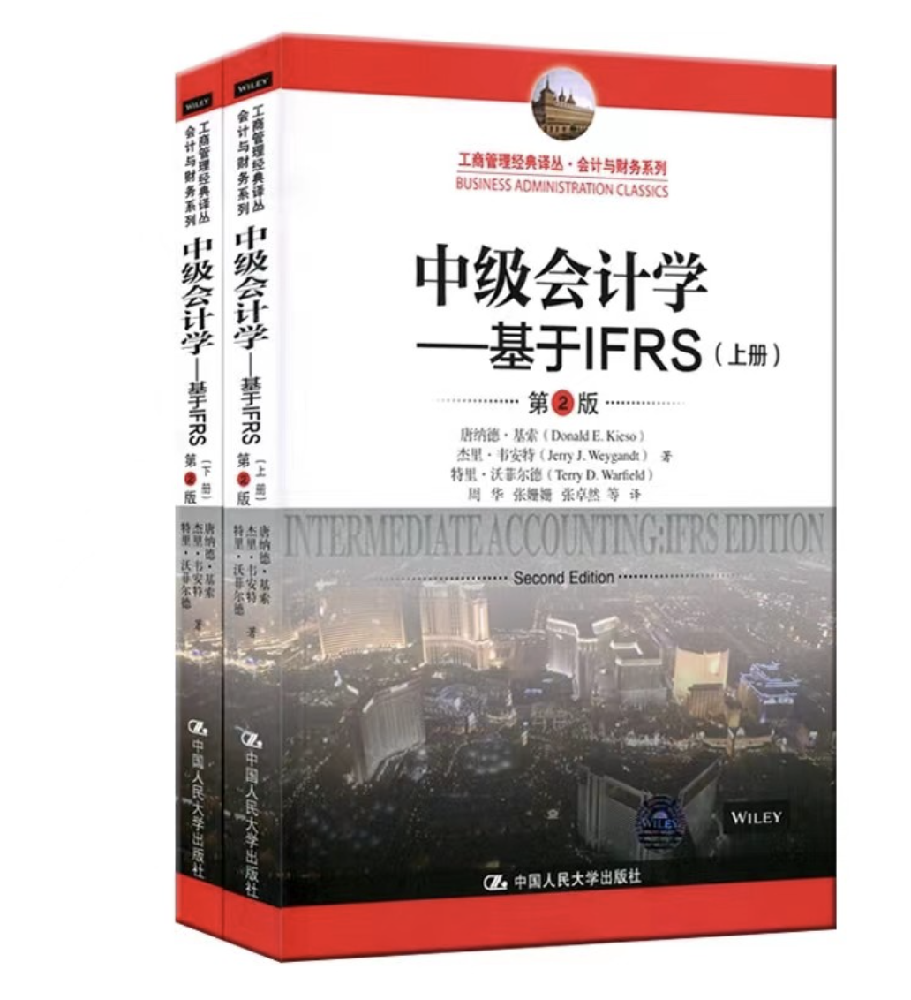 工商管理经典译丛·会计与财务系列
BUSINESS ADMINISTRATION CLASSICS
中级会计学
—基于IFRS（上册）
第2版
唐纳德·基索（Donald E. Kieso）
杰里·韦安特（Jerry J. Weygandt） 著
特里·沃菲尔德（Terry D. Warfield）
周 华 张姗姗 张卓然 等 译
INTERMEDIATE ACCOUNTING:IFRS EDITION
Second Edition
WILEY
WILEY
中国人民大学出版社
WILEY
工商管理经典译丛
会计与财务系列
中级会计学—基于IFRS
（上册）
第2版
唐纳德·基索
杰里·韦安特
特里·沃菲尔德
著
中国人民大学出版社
WILEY
工商管理经典译丛
会计与财务系列
中级会计学—基于IFRS
（下册）
第2版
唐纳德·基索
杰里·韦安特
特里·沃菲尔德
著
中国人民大学出版社